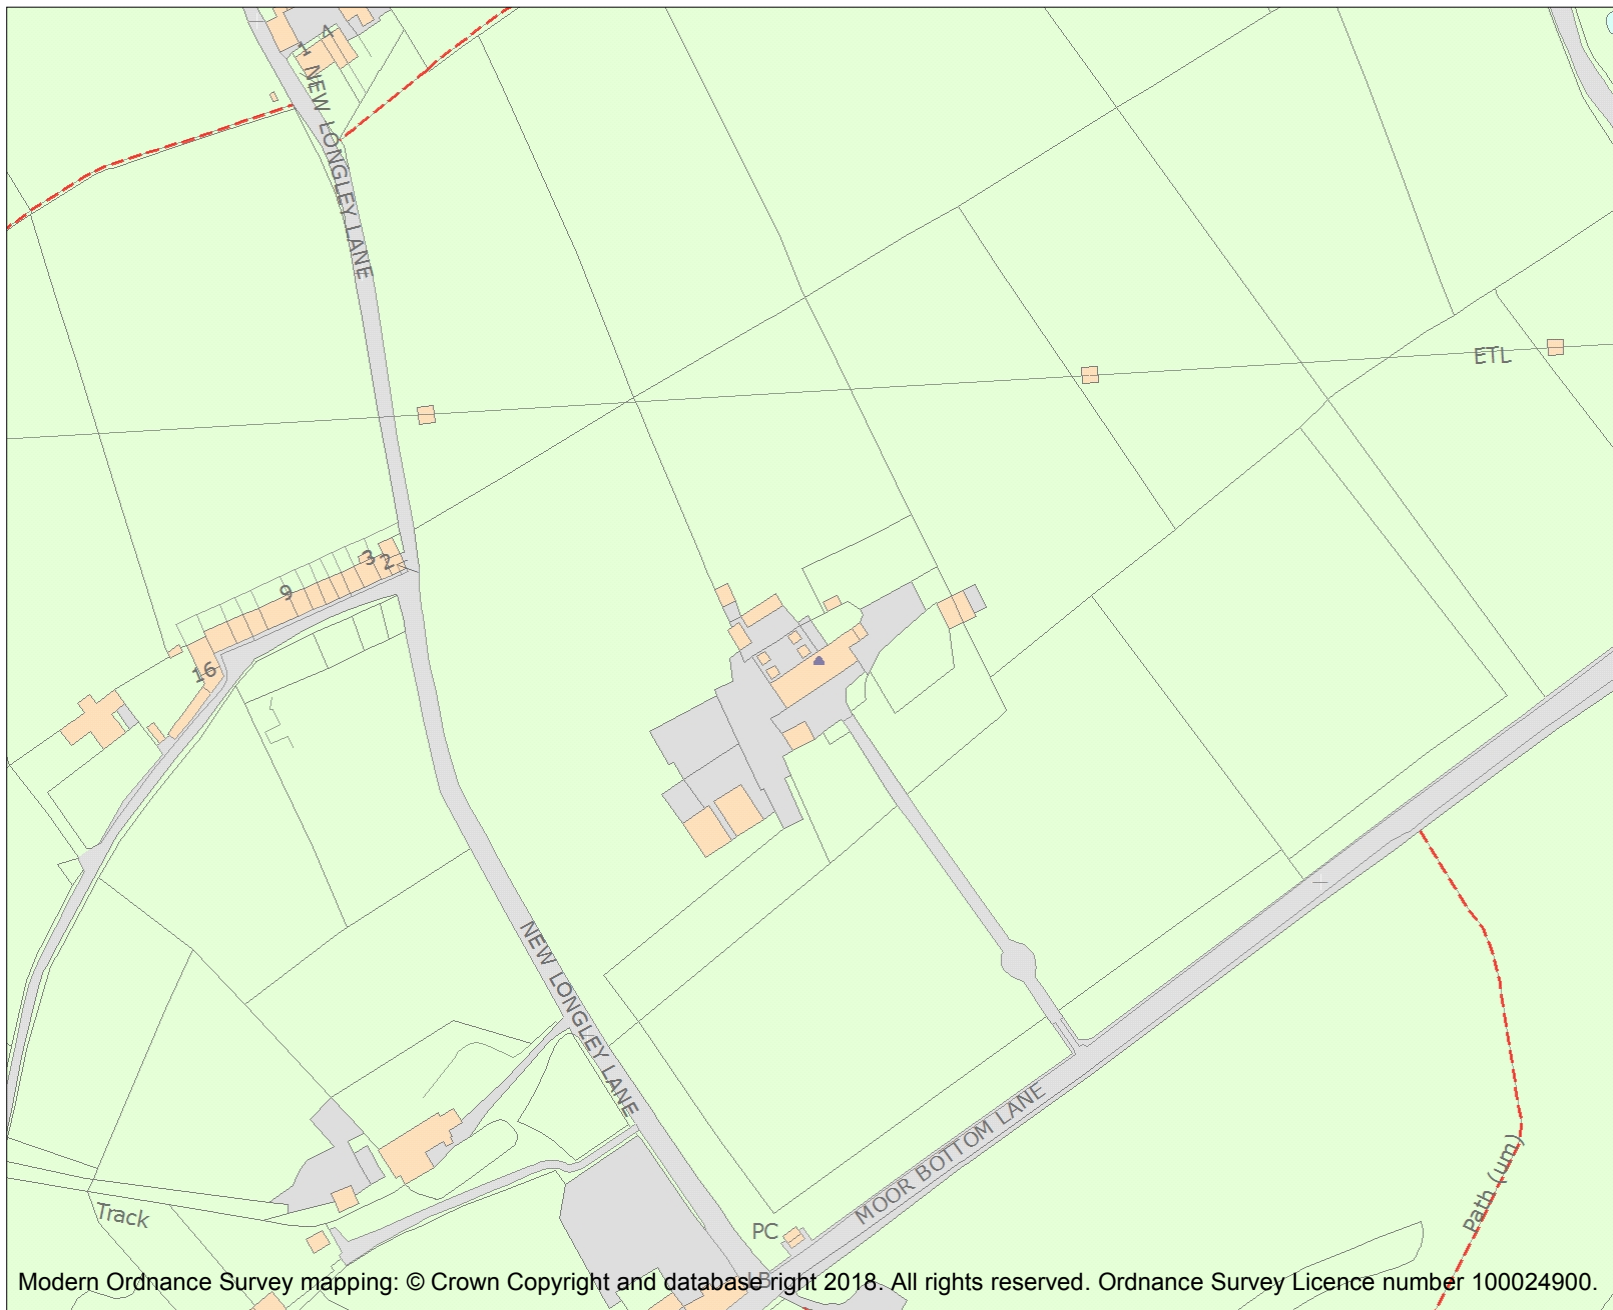 1
4
NEW LONGLEY LANE
ETL
3
2
9
16
NEW LONGLEY LANE
MOOR BOTTOM LANE
Path (um)
Track
PC
LB
Modern Ordnance Survey mapping: © Crown Copyright and database right 2018. All rights reserved. Ordnance Survey Licence number 100024900.